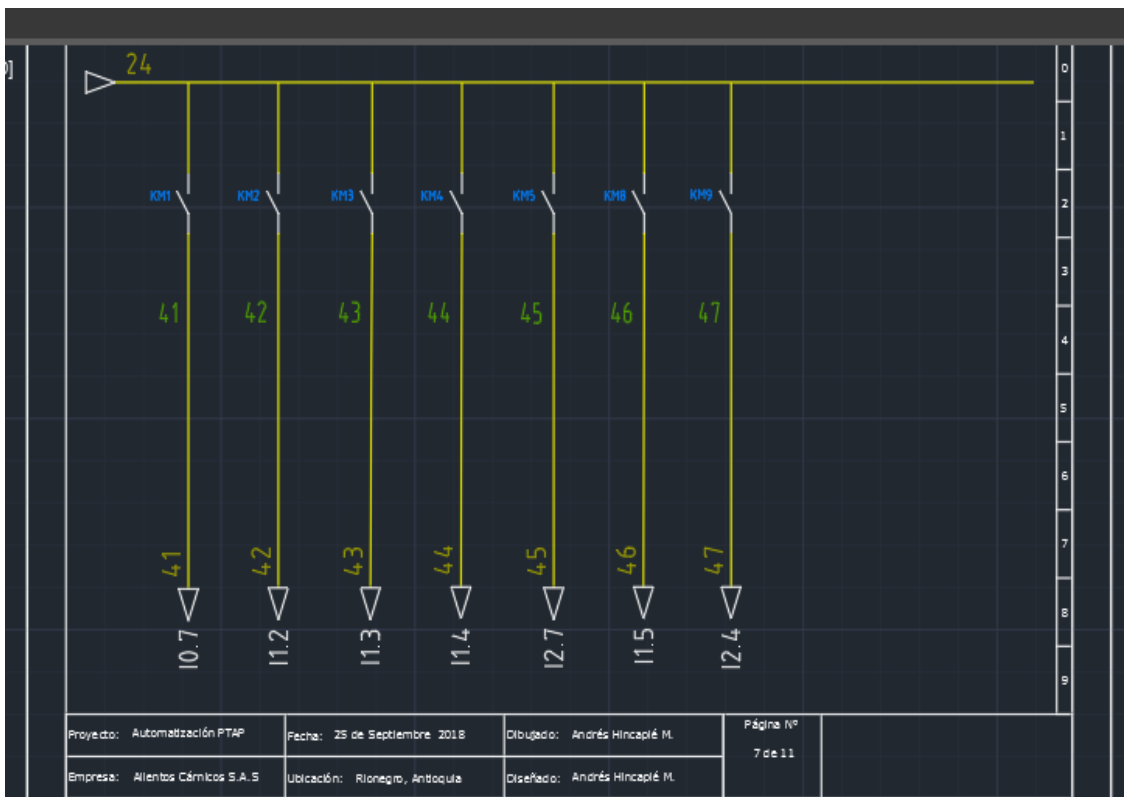 24
0
1
2
3
4
5
6
7
8
9
KM1 KM2 KM3 KM4 KM5 KM8 KM9
41 42 43 44 45 46 47
41 42 43 44 45 46 47
I0.7 I1.2 I1.3 I1.4 I2.7 I1.5 I2.4
Proyecto: Automatización PTAP
Fecha: 25 de Septiembre 2018
Dibujado: Andrés Hincapié M.
Página Nº
7 de 11
Empresa: Alientos Cárnicos S.A.S
Ubicación: Rionegro, Antioquia
Diseñado: Andrés Hincapié M.